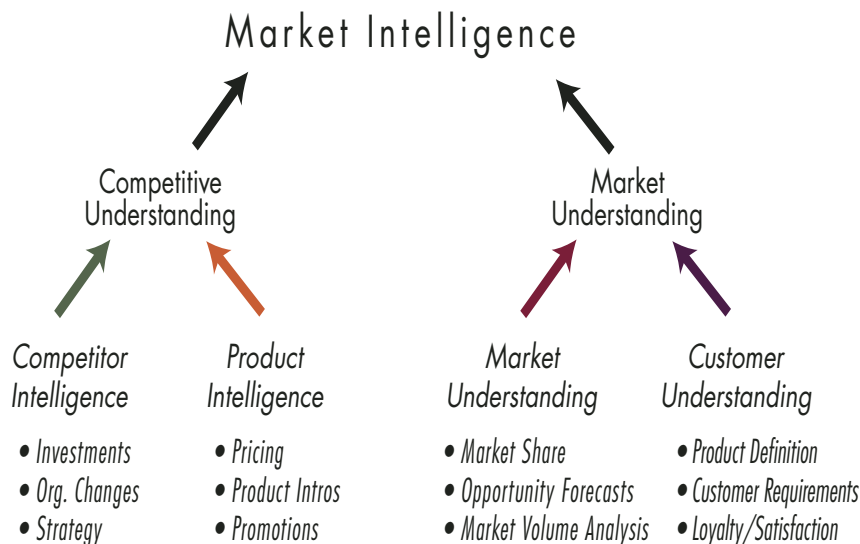 Market Intelligence
Competitive
Understanding
Market
Understanding
Competitor
Intelligence
• Investments
• Org. Changes
• Strategy
Product
Intelligence
• Pricing
• Product Intros
• Promotions
Market
Understanding
• Market Share
• Opportunity Forecasts
• Market Volume Analysis
Customer
Understanding
• Product Definition
• Customer Requirements
• Loyalty/Satisfaction